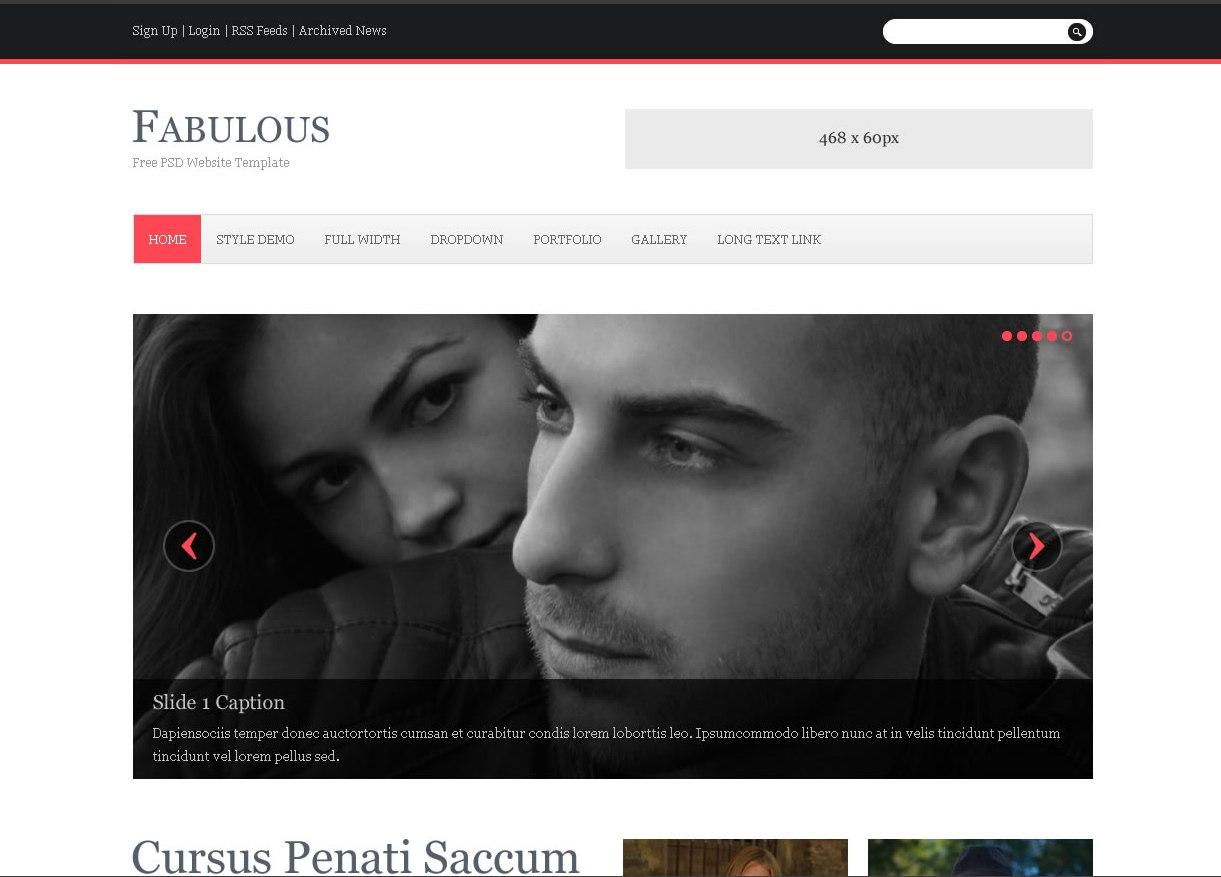 Sign Up | Login | RSS Feeds | Archived News
FABULOUS
Free PSD Website Template
468 x 60px
HOME STYLE DEMO FULL WIDTH DROPDOWN PORTFOLIO GALLERY LONG TEXT LINK
Slide 1 Caption
Dapiensociis temper donec auctortortis cumsan et curabitur condis lorem loborttis leo. Ipsumcommodo libero nunc at in velis tincidunt pellentum
tincidunt vel lorem pellus sed.
Cursus Penati Saccum